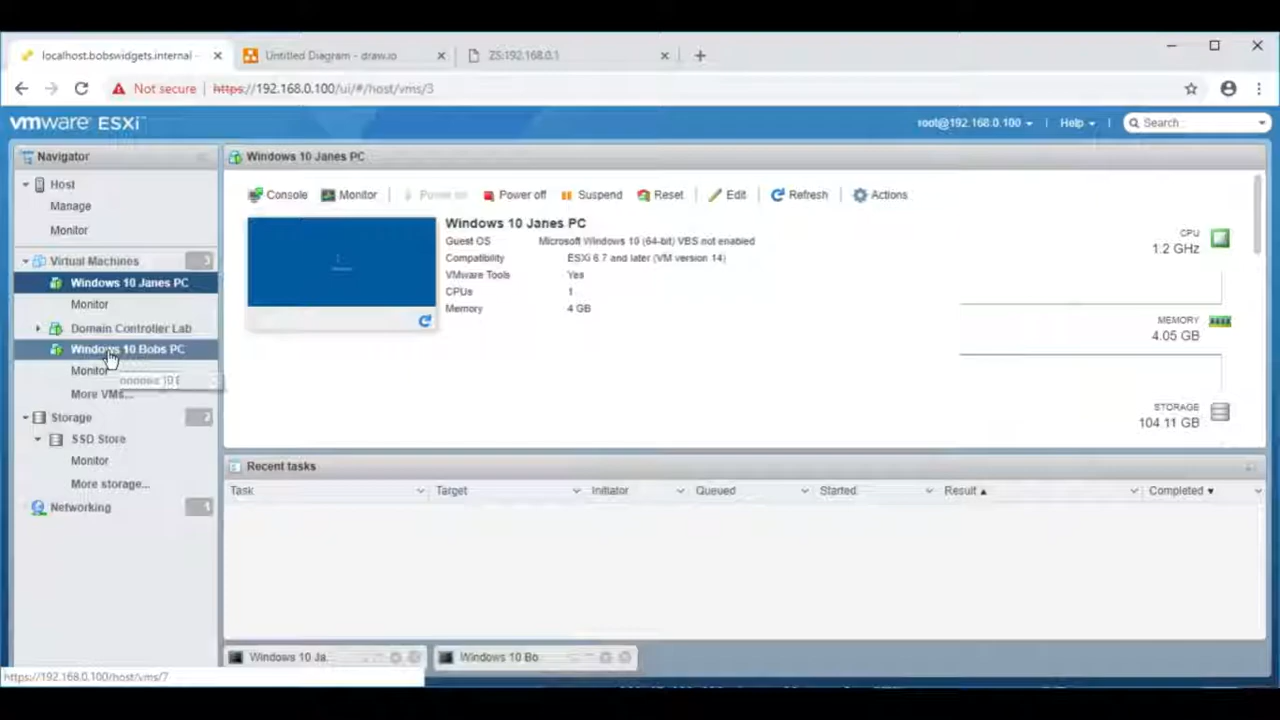 localhost.bobswidgets.internal -
Untitled Diagram - draw.io
ZS:192.168.0.1
Not secure
https://192.168.0.100/ui/#/host/vms/3
vmware ESXi
root@192.168.0.100
Help
Search
Navigator
Host
Manage
Monitor
Virtual Machines
Windows 10 Janes PC
Monitor
Domain Controller Lab
Windows 10 Bobs PC
Monitor
More VMs...
Storage
SSD Store
Monitor
More storage...
Networking
Windows 10 Janes PC
Console
Monitor
Power on
Power off
Suspend
Reset
Edit
Refresh
Actions
Windows 10 Janes PC
Guest OS Microsoft Windows 10 (64-bit) VBS not enabled
Compatibility ESXi 6.7 and later (VM version 14)
VMware Tools Yes
CPUs 1
Memory 4 GB
CPU
1.2 GHz
MEMORY
4.05 GB
STORAGE
104.11 GB
Recent tasks
Task Target Initiator Queued Started Result Completed
Windows 10 Ja...
Windows 10 Bo
https://192.168.0.100/host/vms/7